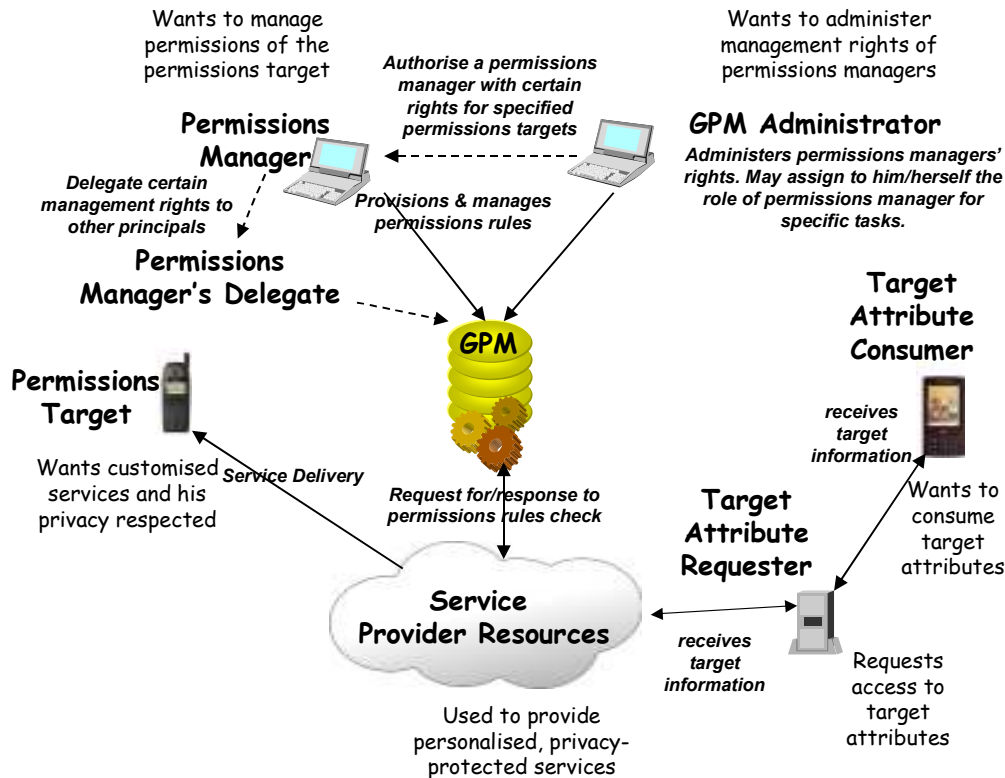 Wants to manage
permissions of the
permissions target
Wants to administer
management rights of
permissions managers
Authorise a permissions
manager with certain
rights for specified
permissions targets
Permissions
Manager
GPM Administrator
Administers permissions managers'
rights. May assign to him/herself the
role of permissions manager for
specific tasks.
Delegate certain
management rights to
other principals
Provisions & manages
permissions rules
Permissions
Manager's Delegate
Target
Attribute
Consumer
GPM
Permissions
Target
receives
target
information
Wants customised
services and his
privacy respected
Service Delivery
Request for/response to
permissions rules check
Target
Attribute
Requester
Wants to
consume
target
attributes
Service
Provider Resources
receives
target
information
Requests
access to
target
attributes
Used to provide
personalised, privacy-
protected services